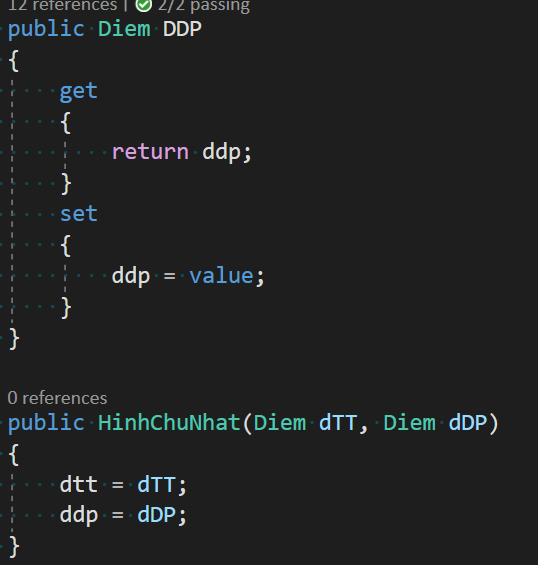 12 references | 2/2 passing
public Diem DDP
{
get
{
return ddp;
}
set
{
ddp = value;
}
}
0 references
public HinhChuNhat(Diem dTT, Diem dDP)
{
dtt = dTT;
ddp = dDP;
}